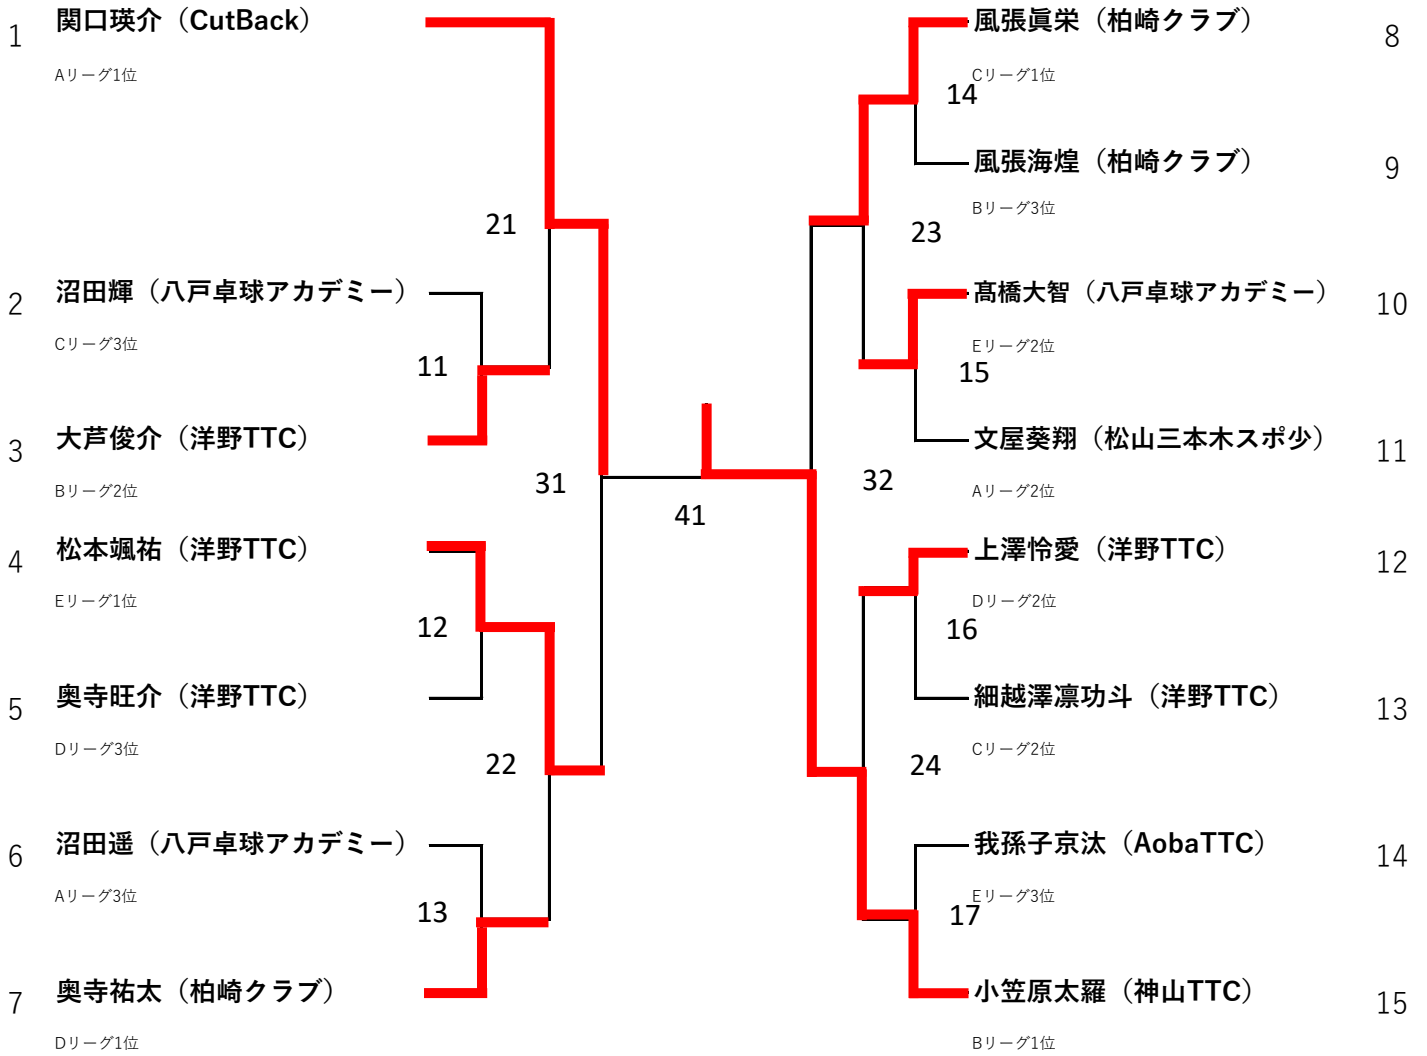 1
関口瑛介（CutBack）
Aリーグ1位
21
2
沼田輝（八戸卓球アカデミー）
Cリーグ3位
11
3
大芦俊介（洋野TTC）
Bリーグ2位
31
4
松本颯祐（洋野TTC）
Eリーグ1位
12
5
奥寺旺介（洋野TTC）
Dリーグ3位
22
6
沼田遥（八戸卓球アカデミー）
Aリーグ3位
13
7
奥寺祐太（柏崎クラブ）
Dリーグ1位
41
風張眞栄（柏崎クラブ）
8
Cリーグ1位
14
風張海煌（柏崎クラブ）
9
Bリーグ3位
23
髙橋大智（八戸卓球アカデミー）
10
Eリーグ2位
15
文屋葵翔（松山三本木スポ少）
11
Aリーグ2位
32
上澤怜愛（洋野TTC）
12
Dリーグ2位
16
細越澤凛功斗（洋野TTC）
13
Cリーグ2位
24
我孫子京汰（AobaTTC）
14
Eリーグ3位
17
小笠原太羅（神山TTC）
15
Bリーグ1位